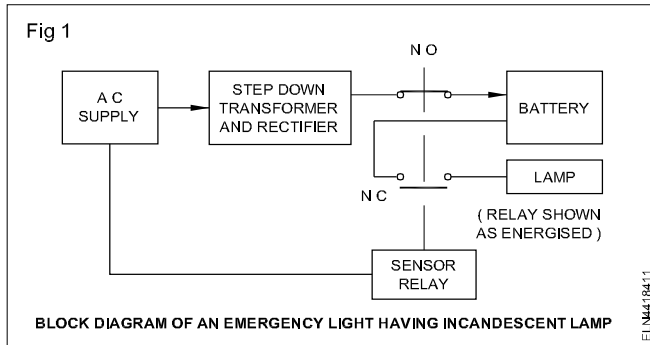 Fig 1
A C
SUPPLY
STEP DOWN
TRANSFORMER
AND RECTIFIER
N O
BATTERY
N C
LAMP
( RELAY SHOWN
AS ENERGISED )
SENSOR
RELAY
BLOCK DIAGRAM OF AN EMERGENCY LIGHT HAVING INCANDESCENT LAMP